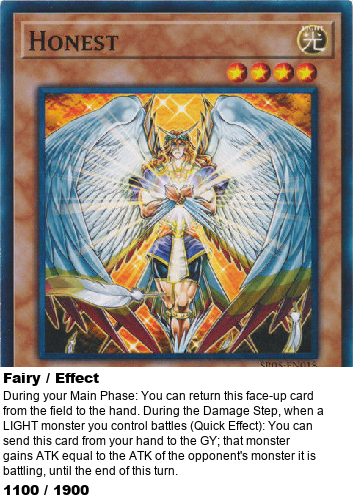 HONEST
光
SR05-EN018
Fairy / Effect
During your Main Phase: You can return this face-up card
from the field to the hand. During the Damage Step, when a
LIGHT monster you control battles (Quick Effect): You can
send this card from your hand to the GY; that monster
gains ATK equal to the ATK of the opponent's monster it is
battling, until the end of this turn.
1100 / 1900